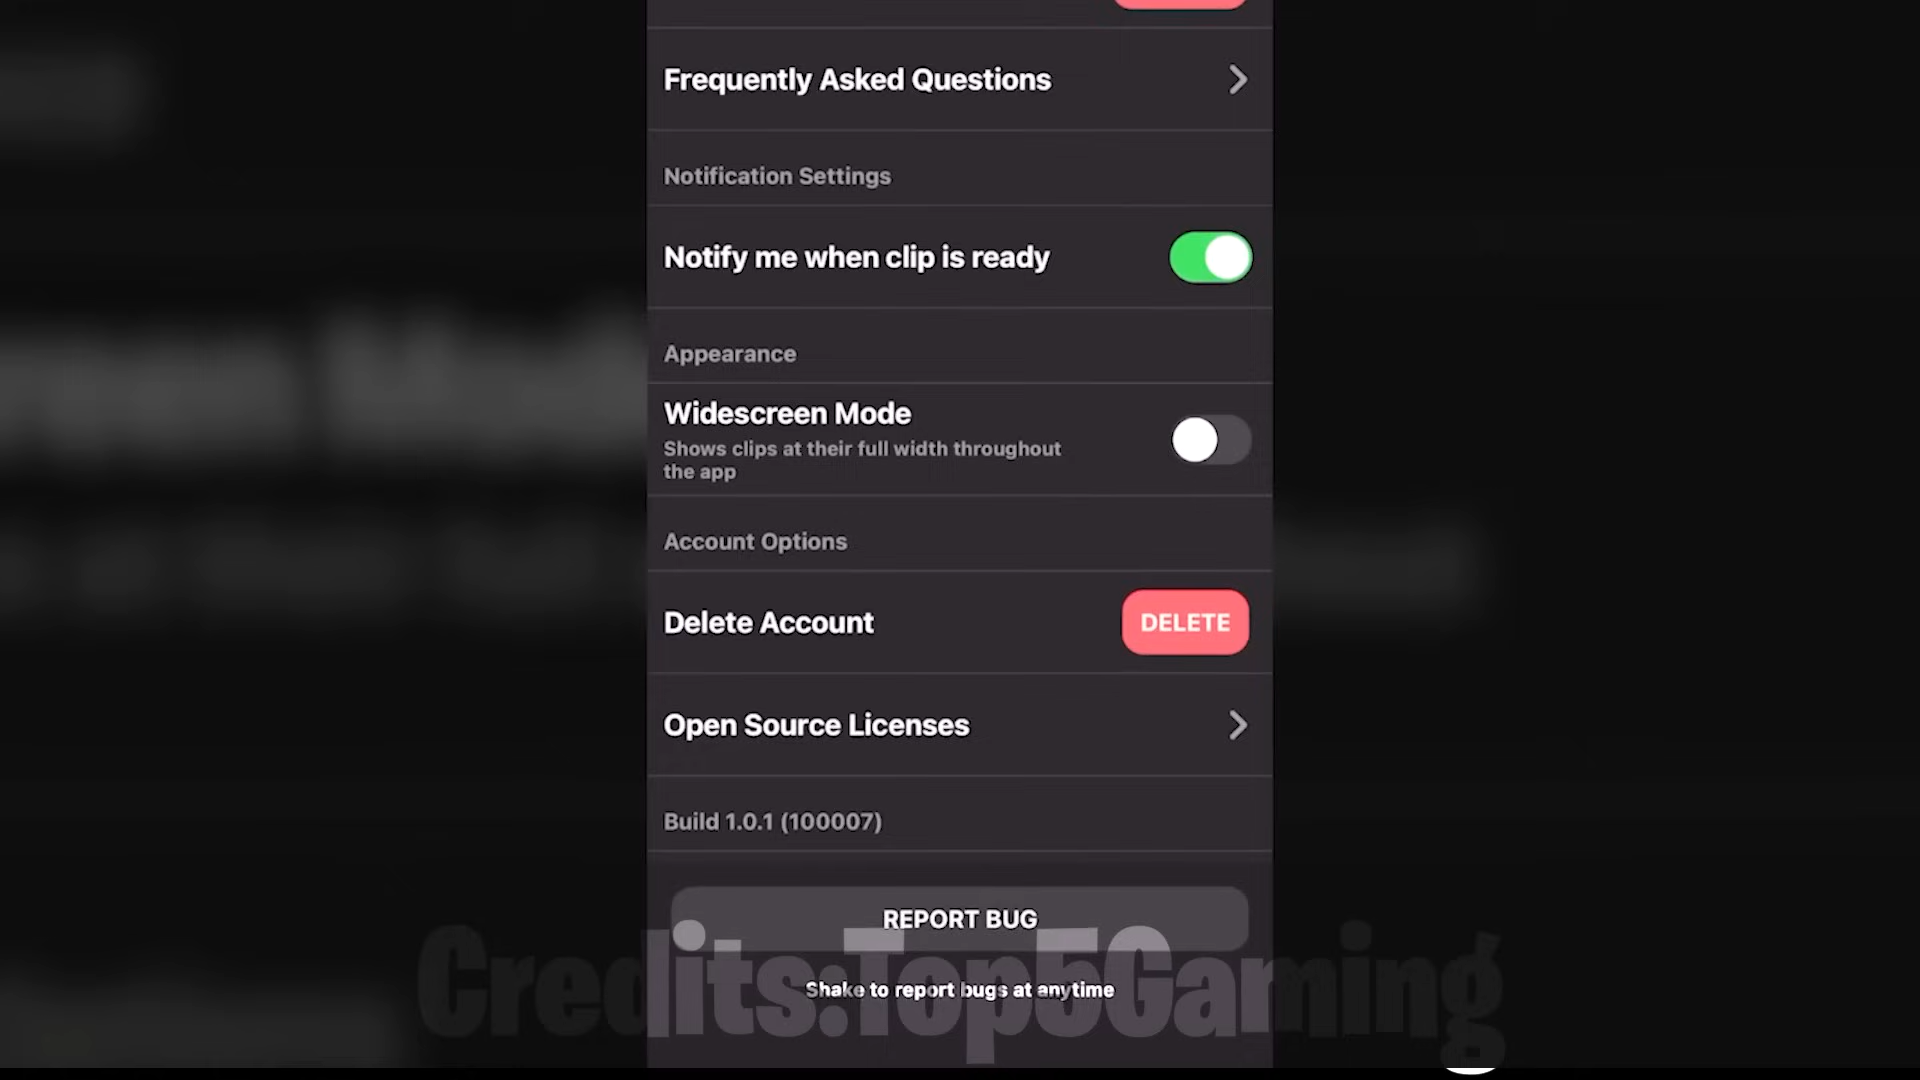 Frequently Asked Questions
Notification Settings
Notify me when clip is ready
Appearance
Widescreen Mode
Shows clips at their full width throughout
the app
Account Options
Delete Account
DELETE
Open Source Licenses
Build 1.0.1 (100007)
REPORT BUG
Credits:Top5Gaming
Shake to report bugs at anytime